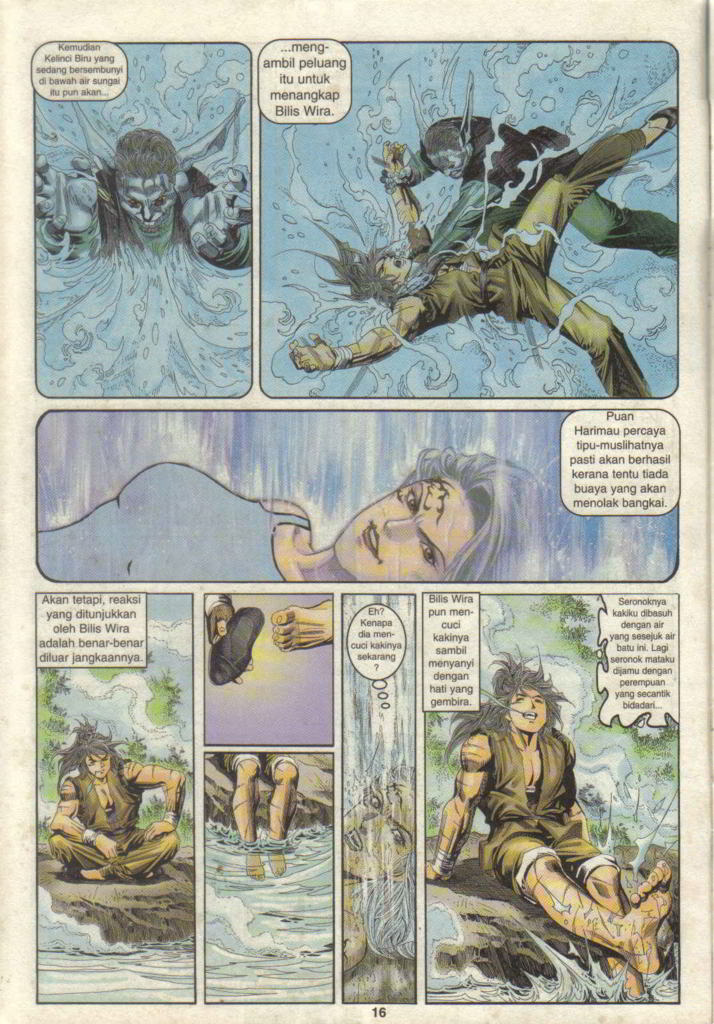 Kemudian
Kelinci Biru yang
sedang bersembunyi
di bawah air sungai
itu pun akan...
...meng-
ambil peluang
itu untuk
menangkap
Bilis Wira.
Puan
Harimau percaya
tipu-muslihatnya
pasti akan berhasil
kerana tentu tiada
buaya yang akan
menolak bangkai.
Akan tetapi, reaksi
yang ditunjukkan
oleh Bilis Wira
adalah benar-benar
diluar jangkaannya.
Eh?
Kenapa
dia men-
cuci kakinya
sekarang
?
Bilis Wira
pun men-
cuci
kakinya
sambil
menyanyi
dengan
hati yang
gembira.
Seronoknya
kakiku dibasuh
dengan air
yang sesejuk air
batu ini. Lagi
seronok mataku
dijamu dengan
perempuan
yang secantik
bidadari...
16